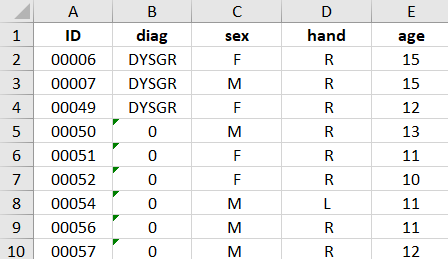 A B C D E
1 ID diag sex hand age
2 00006 DYSGR F R 15
3 00007 DYSGR M R 15
4 00049 DYSGR F R 12
5 00050 0 M R 13
6 00051 0 F R 11
7 00052 0 F R 10
8 00054 0 M L 11
9 00056 0 M R 11
10 00057 0 M R 12